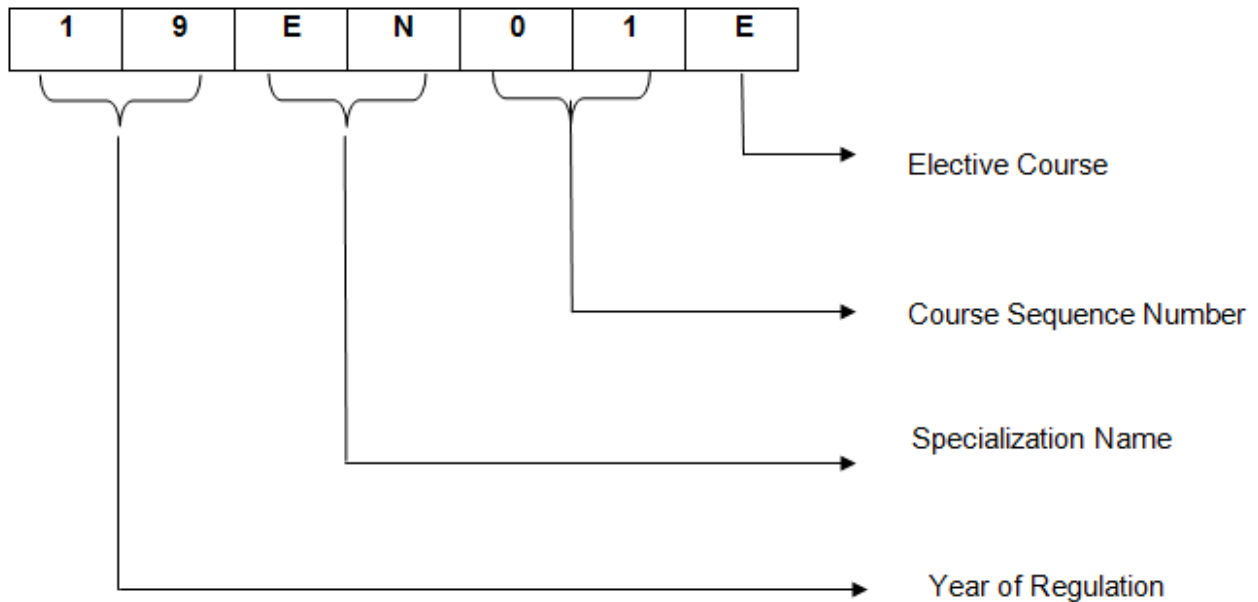 1 9 E N 0 1 E
Elective Course
Course Sequence Number
Specialization Name
Year of Regulation